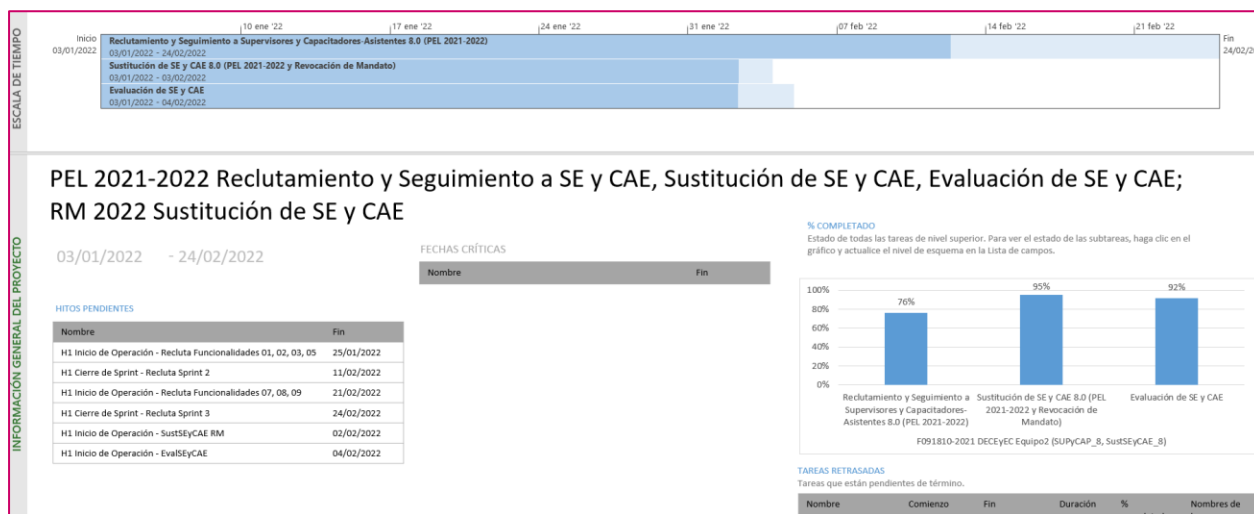 ESCALA DE TIEMPO
10 ene '22 17 ene '22 24 ene '22 31 ene '22 07 feb '22 14 feb '22 21 feb '22
Inicio
03/01/2022
Reclutamiento y Seguimiento a Supervisores y Capacitadores-Asistentes 8.0 (PEL 2021-2022)
03/01/2022 - 24/02/2022
Sustitución de SE y CAE 8.0 (PEL 2021-2022 y Revocación de Mandato)
03/01/2022 - 03/02/2022
Evaluación de SE y CAE
03/01/2022 - 04/02/2022
Fin
24/02/20
INFORMACIÓN GENERAL DEL PROYECTO
PEL 2021-2022 Reclutamiento y Seguimiento a SE y CAE, Sustitución de SE y CAE, Evaluación de SE y CAE;
RM 2022 Sustitución de SE y CAE
03/01/2022 - 24/02/2022
HITOS PENDIENTES
Nombre Fin
H1 Inicio de Operación - Recluta Funcionalidades 01, 02, 03, 05 25/01/2022
H1 Cierre de Sprint - Recluta Sprint 2 11/02/2022
H1 Inicio de Operación - Recluta Funcionalidades 07, 08, 09 21/02/2022
H1 Cierre de Sprint - Recluta Sprint 3 24/02/2022
H1 Inicio de Operación - SustSEyCAE RM 02/02/2022
H1 Inicio de Operación - EvalSEyCAE 04/02/2022
FECHAS CRÍTICAS
Nombre Fin
% COMPLETADO
Estado de todas las tareas de nivel superior. Para ver el estado de las subtareas, haga clic en el
gráfico y actualice el nivel de esquema en la Lista de campos.
100%
80%
60%
40%
20%
0%
76% 95% 92%
Reclutamiento y Seguimiento a
Supervisores y Capacitadores-
Asistentes 8.0 (PEL 2021-2022)
Sustitución de SE y CAE 8.0 (PEL
2021-2022 y Revocación de
Mandato)
Evaluación de SE y CAE
F091810-2021 DECEyEC Equipo2 (SUPyCAP_8, SustSEyCAE_8)
TAREAS RETRASADAS
Tareas que están pendientes de término.
Nombre Comienzo Fin Duración % Nombres de